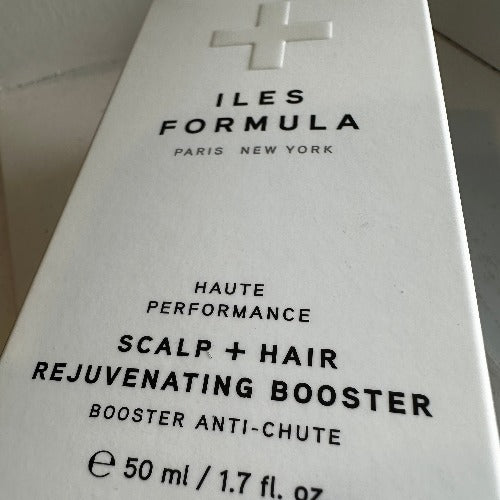 ILES
FORMULA
PARIS NEW YORK
HAUTE
PERFORMANCE
SCALP + HAIR
REJUVENATING BOOSTER
BOOSTER ANTI-CHUTE
℮ 50 ml / 1.7 fl. oz